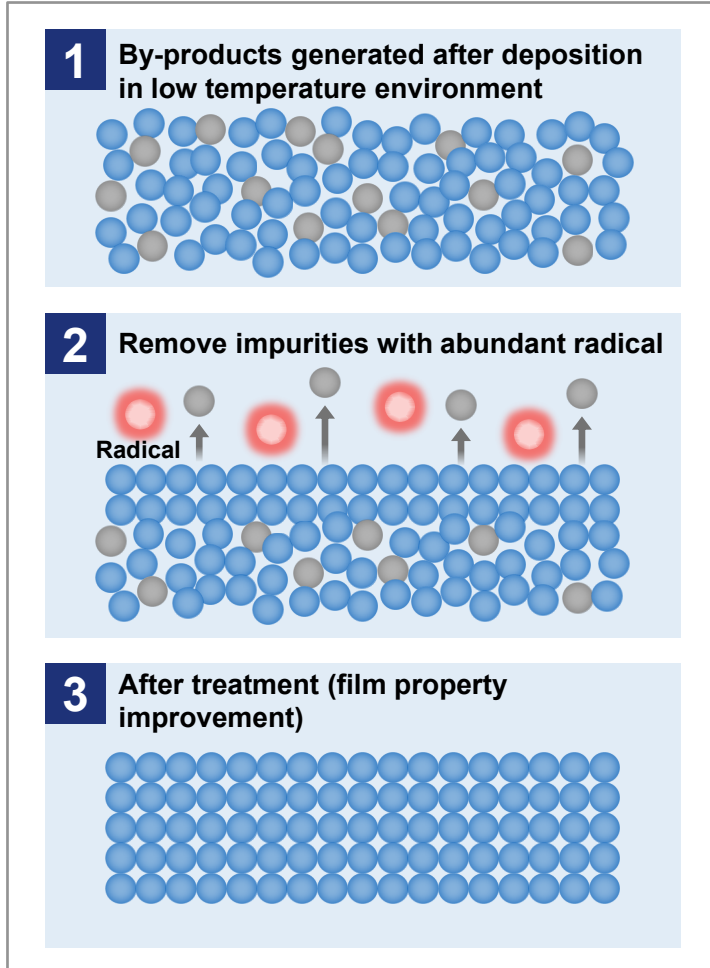 1
By-products generated after deposition
in low temperature environment
2
Remove impurities with abundant radical
Radical
3
After treatment (film property
improvement)